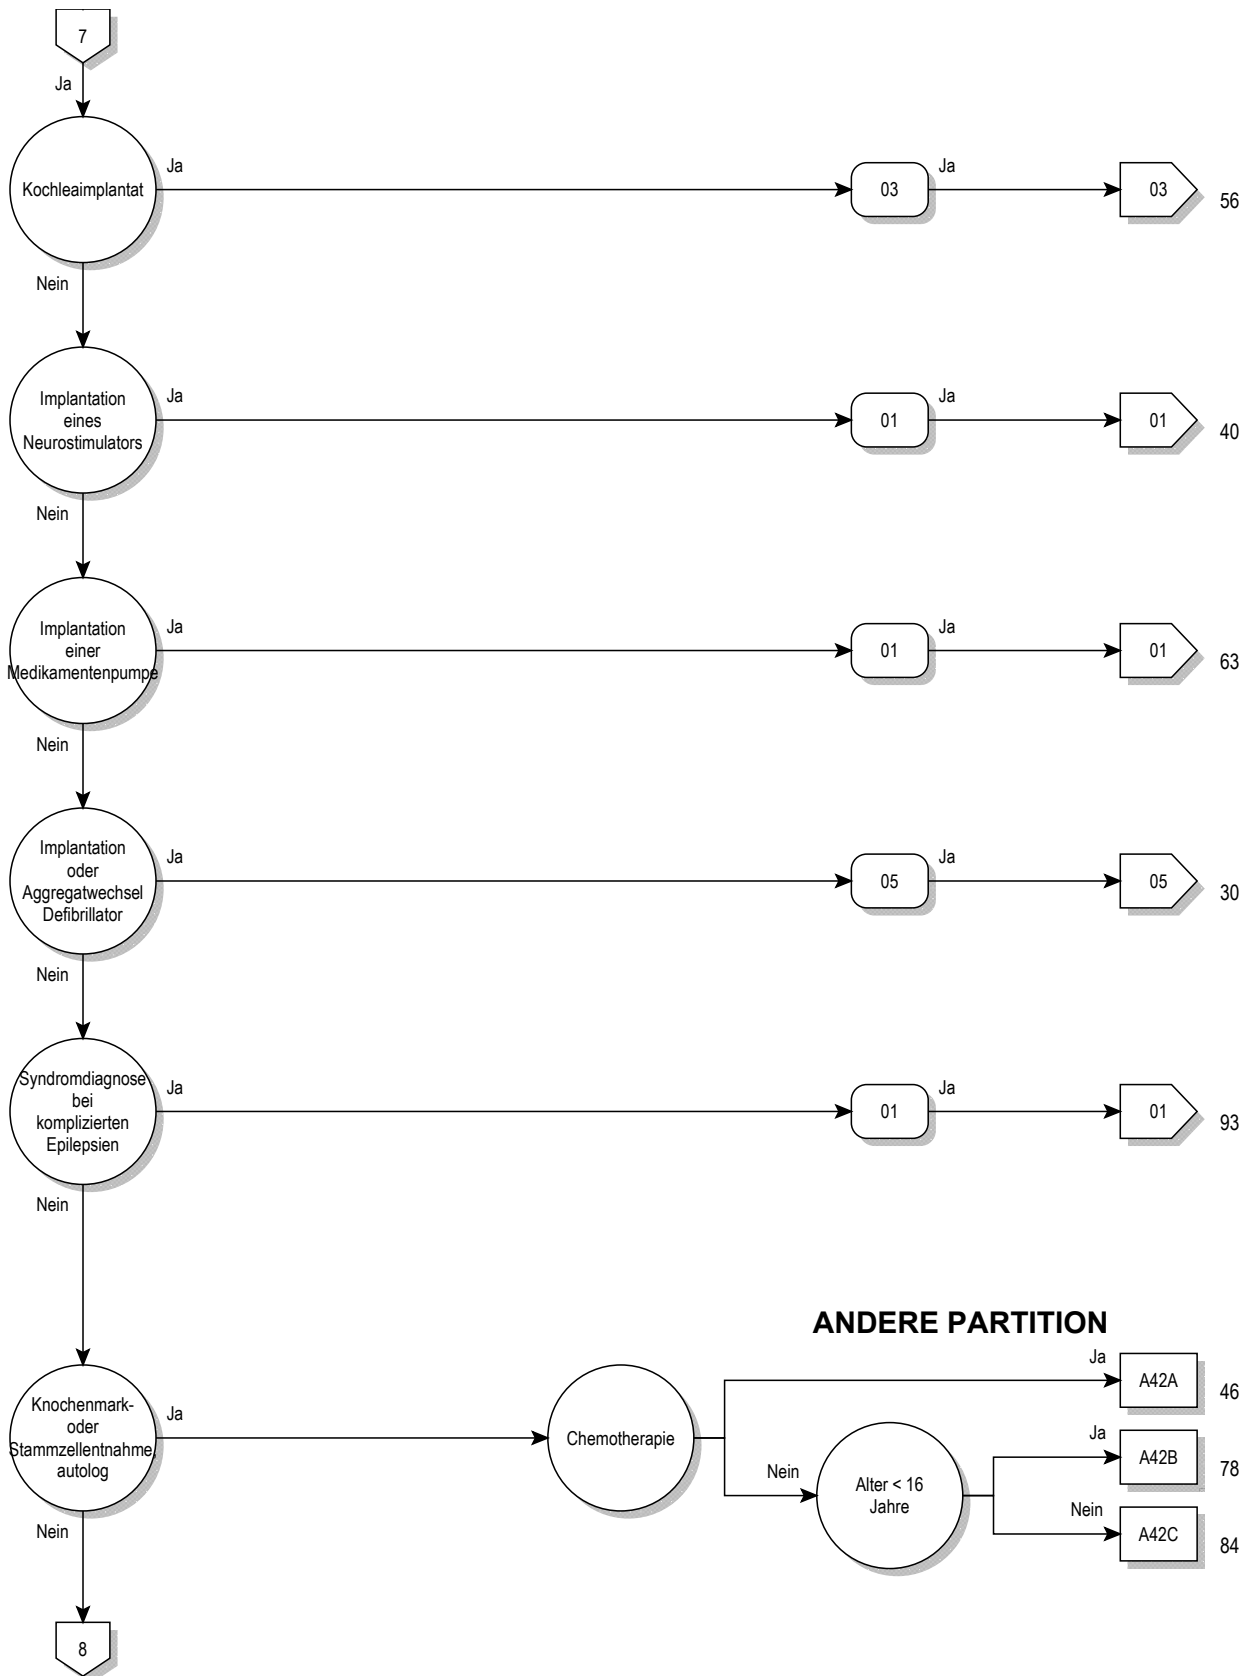 7
Ja
Kochleaimplantat
Ja
03
Ja
03
56
Nein
Implantation
eines
Neurostimulators
Ja
01
Ja
01
40
Nein
Implantation
einer
Medikamentenpumpe
Ja
01
Ja
01
63
Nein
Implantation
oder
Aggregatwechsel
Defibrillator
Ja
05
Ja
05
30
Nein
Syndromdiagnose
bei
komplizierten
Epilepsien
Ja
01
Ja
01
93
Nein
ANDERE PARTITION
Knochenmark-
oder
Stammzellentnahme,
autolog
Ja
Chemotherapie
Ja
A42A
46
Nein
Alter < 16
Jahre
Ja
A42B
78
Nein
A42C
84
Nein
8